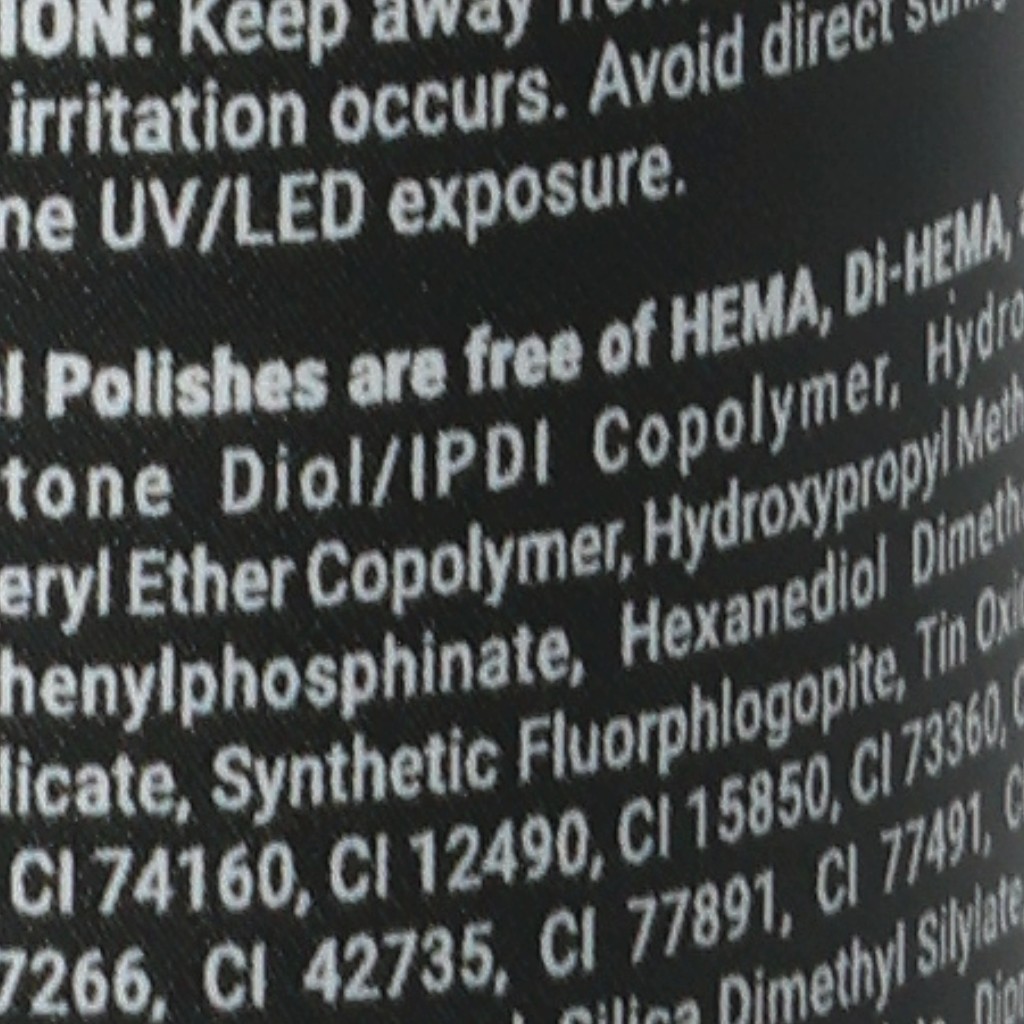 ION: Keep away from
irritation occurs. Avoid direct
ne UV/LED exposure.
l Polishes are free of HEMA, Di-HEMA,
tone Diol/IPDI Copolymer, Hydro
eryl Ether Copolymer, Hydroxypropyl Meth
henylphosphinate, Hexanediol Dimeth
licate, Synthetic Fluorphlogopite, Tin Oxi
CI 74160, CI 12490, CI 15850, CI 73360, C
7266, CI 42735, CI 77891, CI 77491, C
Silica Dimethyl Silylate